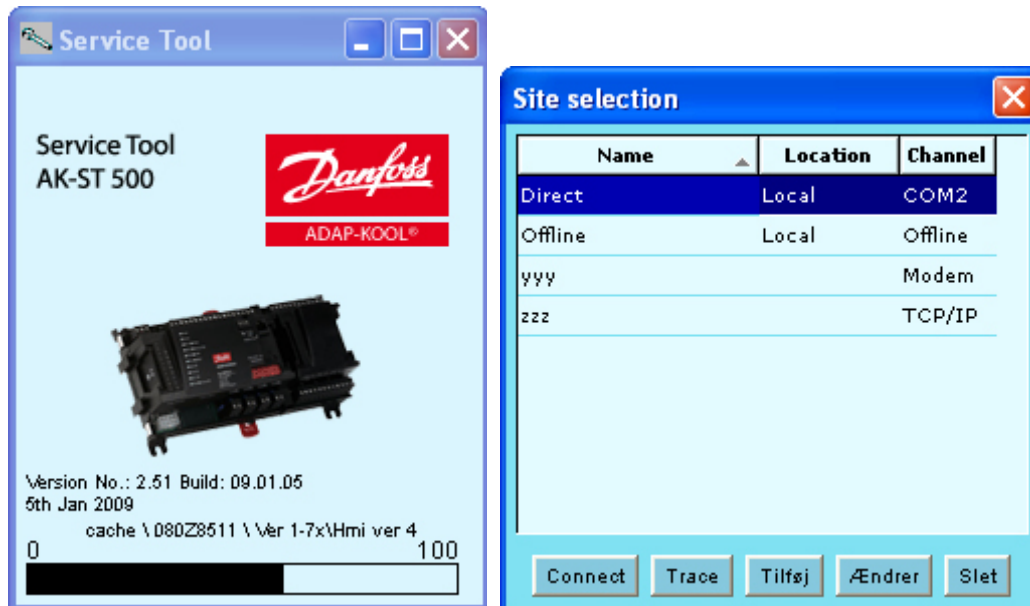 Service Tool
Service Tool
AK-ST 500
Danfoss
ADAP-KOOL®
Version No.: 2.51 Build: 09.01.05
5th Jan 2009
cache \ 080Z8511 \ Ver 1-7x\Hmi ver 4
0 100
Site selection
Name Location Channel
Direct Local COM2
Offline Local Offline
yyy Modem
zzz TCP/IP
Connect Trace Tilføj Ændrer Slet